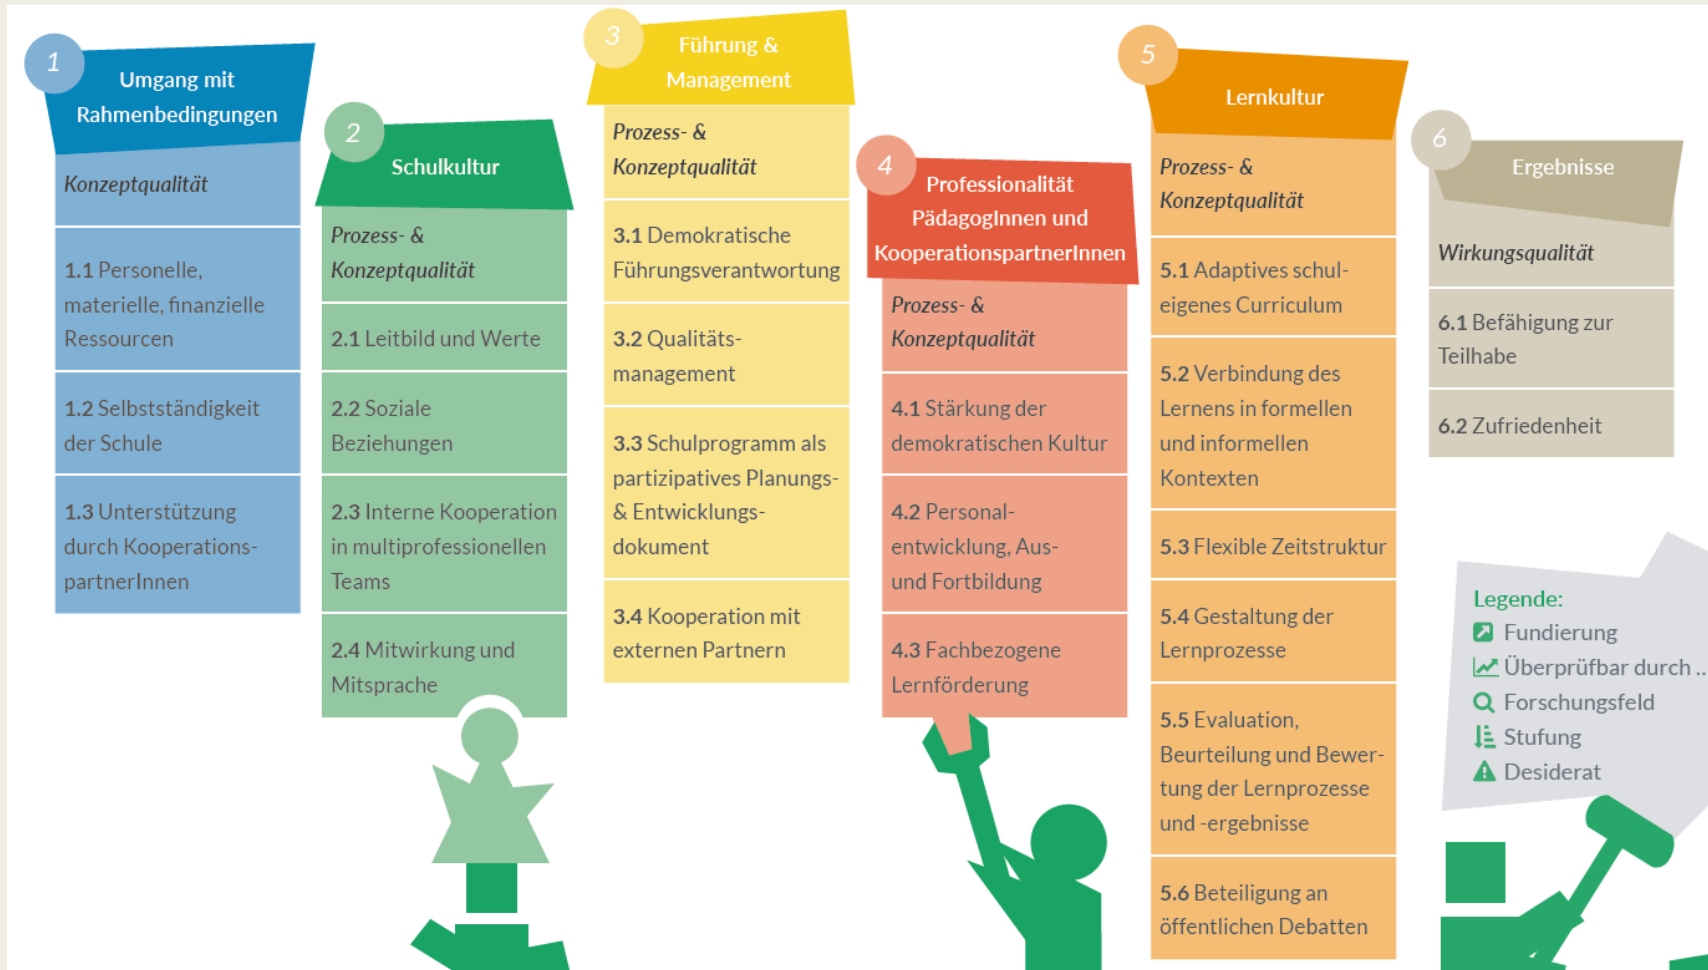 1
Umgang mit
Rahmenbedingungen
Konzeptqualität
1.1 Personelle,
materielle, finanzielle
Ressourcen
1.2 Selbstständigkeit
der Schule
1.3 Unterstützung
durch Kooperations-
partnerInnen
2
Schulkultur
Prozess- &
Konzeptqualität
2.1 Leitbild und Werte
2.2 Soziale
Beziehungen
2.3 Interne Kooperation
in multiprofessionellen
Teams
2.4 Mitwirkung und
Mitsprache
3
Führung &
Management
Prozess- &
Konzeptqualität
3.1 Demokratische
Führungsverantwortung
3.2 Qualitäts-
management
3.3 Schulprogramm als
partizipatives Planungs-
& Entwicklungs-
dokument
3.4 Kooperation mit
externen Partnern
4
Professionalität
PädagogInnen und
KooperationspartnerInnen
Prozess- &
Konzeptqualität
4.1 Stärkung der
demokratischen Kultur
4.2 Personal-
entwicklung, Aus-
und Fortbildung
4.3 Fachbezogene
Lernförderung
5
Lernkultur
Prozess- &
Konzeptqualität
5.1 Adaptives schul-
eigenes Curriculum
5.2 Verbindung des
Lernens in formellen
und informellen
Kontexten
5.3 Flexible Zeitstruktur
5.4 Gestaltung der
Lernprozesse
5.5 Evaluation,
Beurteilung und Bewer-
tung der Lernprozesse
und -ergebnisse
5.6 Beteiligung an
öffentlichen Debatten
6
Ergebnisse
Wirkungsqualität
6.1 Befähigung zur
Teilhabe
6.2 Zufriedenheit
Legende:
Fundierung
Überprüfbar durch ...
Forschungsfeld
Stufung
Desiderat